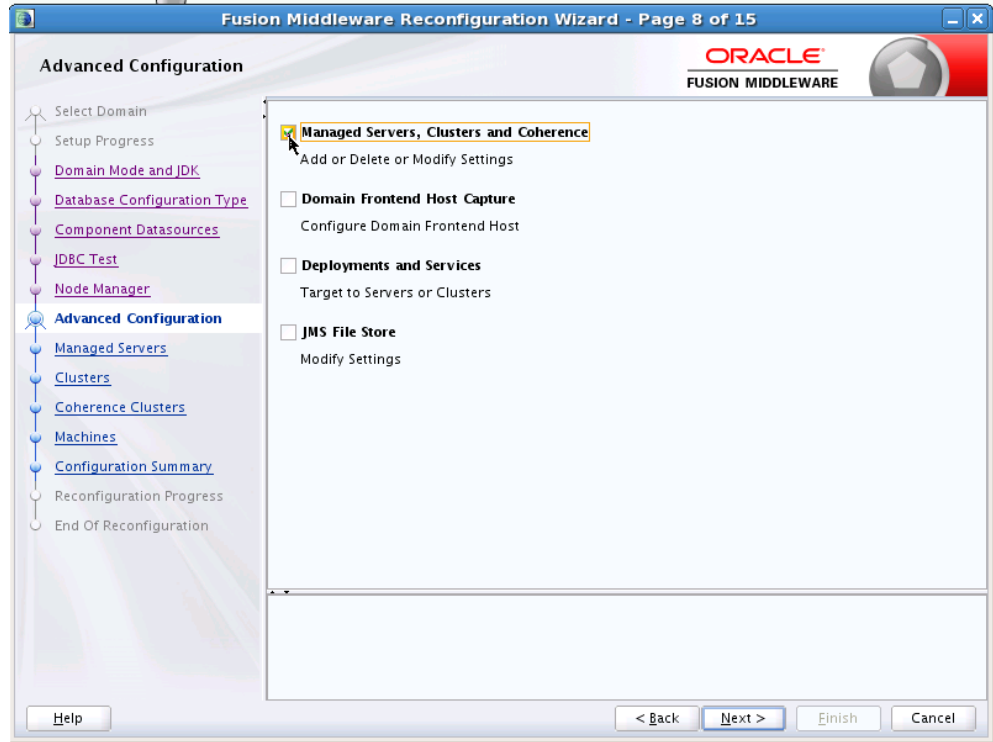 Fusion Middleware Reconfiguration Wizard - Page 8 of 15
Advanced Configuration
ORACLE
FUSION MIDDLEWARE
Select Domain
Setup Progress
Domain Mode and JDK
Database Configuration Type
Component Datasources
JDBC Test
Node Manager
Advanced Configuration
Managed Servers
Clusters
Coherence Clusters
Machines
Configuration Summary
Reconfiguration Progress
End Of Reconfiguration
Managed Servers, Clusters and Coherence
Add or Delete or Modify Settings
Domain Frontend Host Capture
Configure Domain Frontend Host
Deployments and Services
Target to Servers or Clusters
JMS File Store
Modify Settings
Help
< Back
Next >
Finish
Cancel